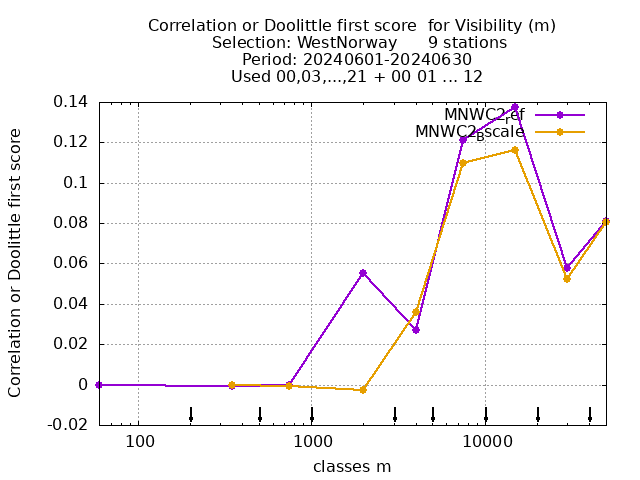 Correlation or Doolittle first score  for Visibility (m)
Selection: WestNorway      9 stations
Period: 20240601-20240630
Used 00,03,...,21 + 00 01 ... 12
Correlation or Doolittle first score
0.14
0.12
0.1
0.08
0.06
0.04
0.02
0
-0.02
MNWC2_ref
MNWC2_Bscale
100
1000
10000
classes m